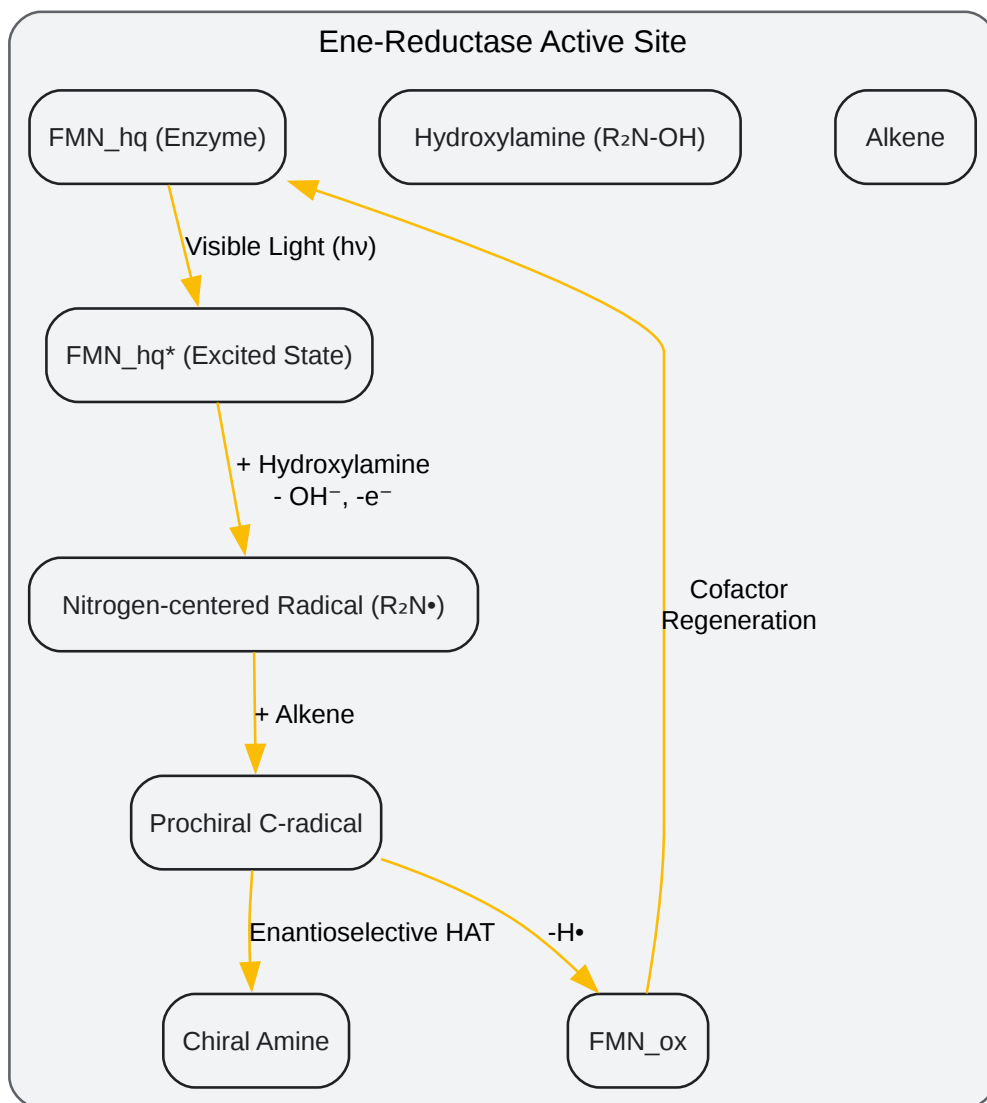 Ene-Reductase Active Site
FMN_hq (Enzyme)
Hydroxylamine (R₂N-OH)
Alkene
Visible Light (hν)
FMN_hq* (Excited State)
+ Hydroxylamine
- OH⁻, -e⁻
Nitrogen-centered Radical (R₂N•)
Cofactor
Regeneration
+ Alkene
Prochiral C-radical
Enantioselective HAT
-H•
Chiral Amine
FMN_ox